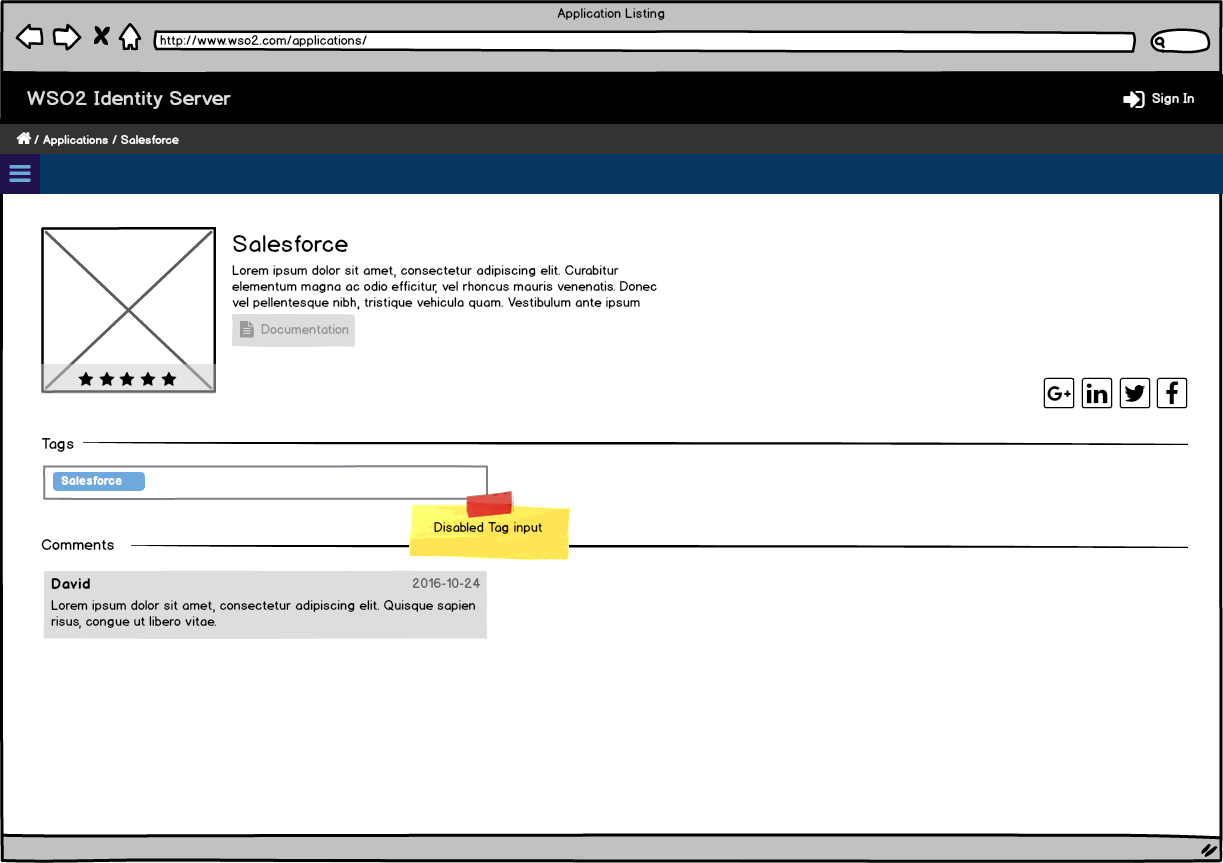 Application Listing
http://www.wso2.com/applications/
WSO2 Identity Server
Sign In
/ Applications / Salesforce
Salesforce
Lorem ipsum dolor sit amet, consectetur adipiscing elit. Curabitur
elementum magna ac odio efficitur, vel rhoncus mauris venenatis. Donec
vel pellentesque nibh, tristique vehicula quam. Vestibulum ante ipsum
Documentation
G+ in f
Tags
Salesforce
Disabled Tag input
Comments
David 2016-10-24
Lorem ipsum dolor sit amet, consectetur adipiscing elit. Quisque sapien
risus, congue ut libero vitae.